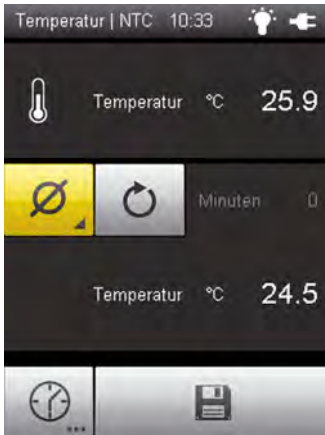 Temperatur | NTC 10:33
Temperatur °C 25.9
Minuten 0
Temperatur °C 24.5